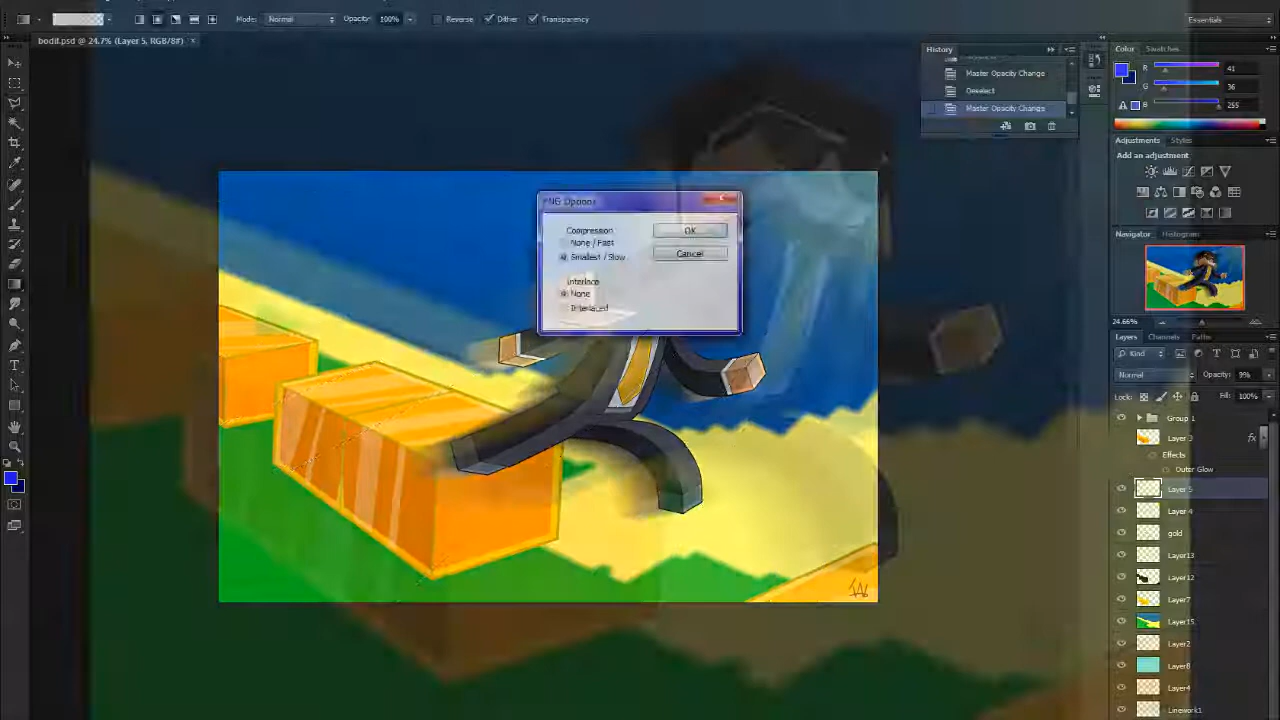 Mode: Normal Opacity: 100% Reverse Dither Transparency Essentials
bodil.psd @ 24.7% (Layer 5, RGB/8#) ×
History
Master Opacity Change
Deselect
Master Opacity Change
Color Swatches
R 41
G 36
B 255
Adjustments Styles
Add an adjustment
Navigator Histogram
24.66%
Layers Channels Paths
Kind
Normal Opacity: 9%
Lock: Fill: 100%
Group 1
Layer 3 fx
Effects
Outer Glow
Layer 5
Layer 4
gold
Layer13
Layer12
Layer7
Layer15
Layer2
Layer8
Layer4
Linework1
PNG Options
Compression
None / Fast
Smallest / Slow
Interlace
None
Interlaced
OK
Cancel